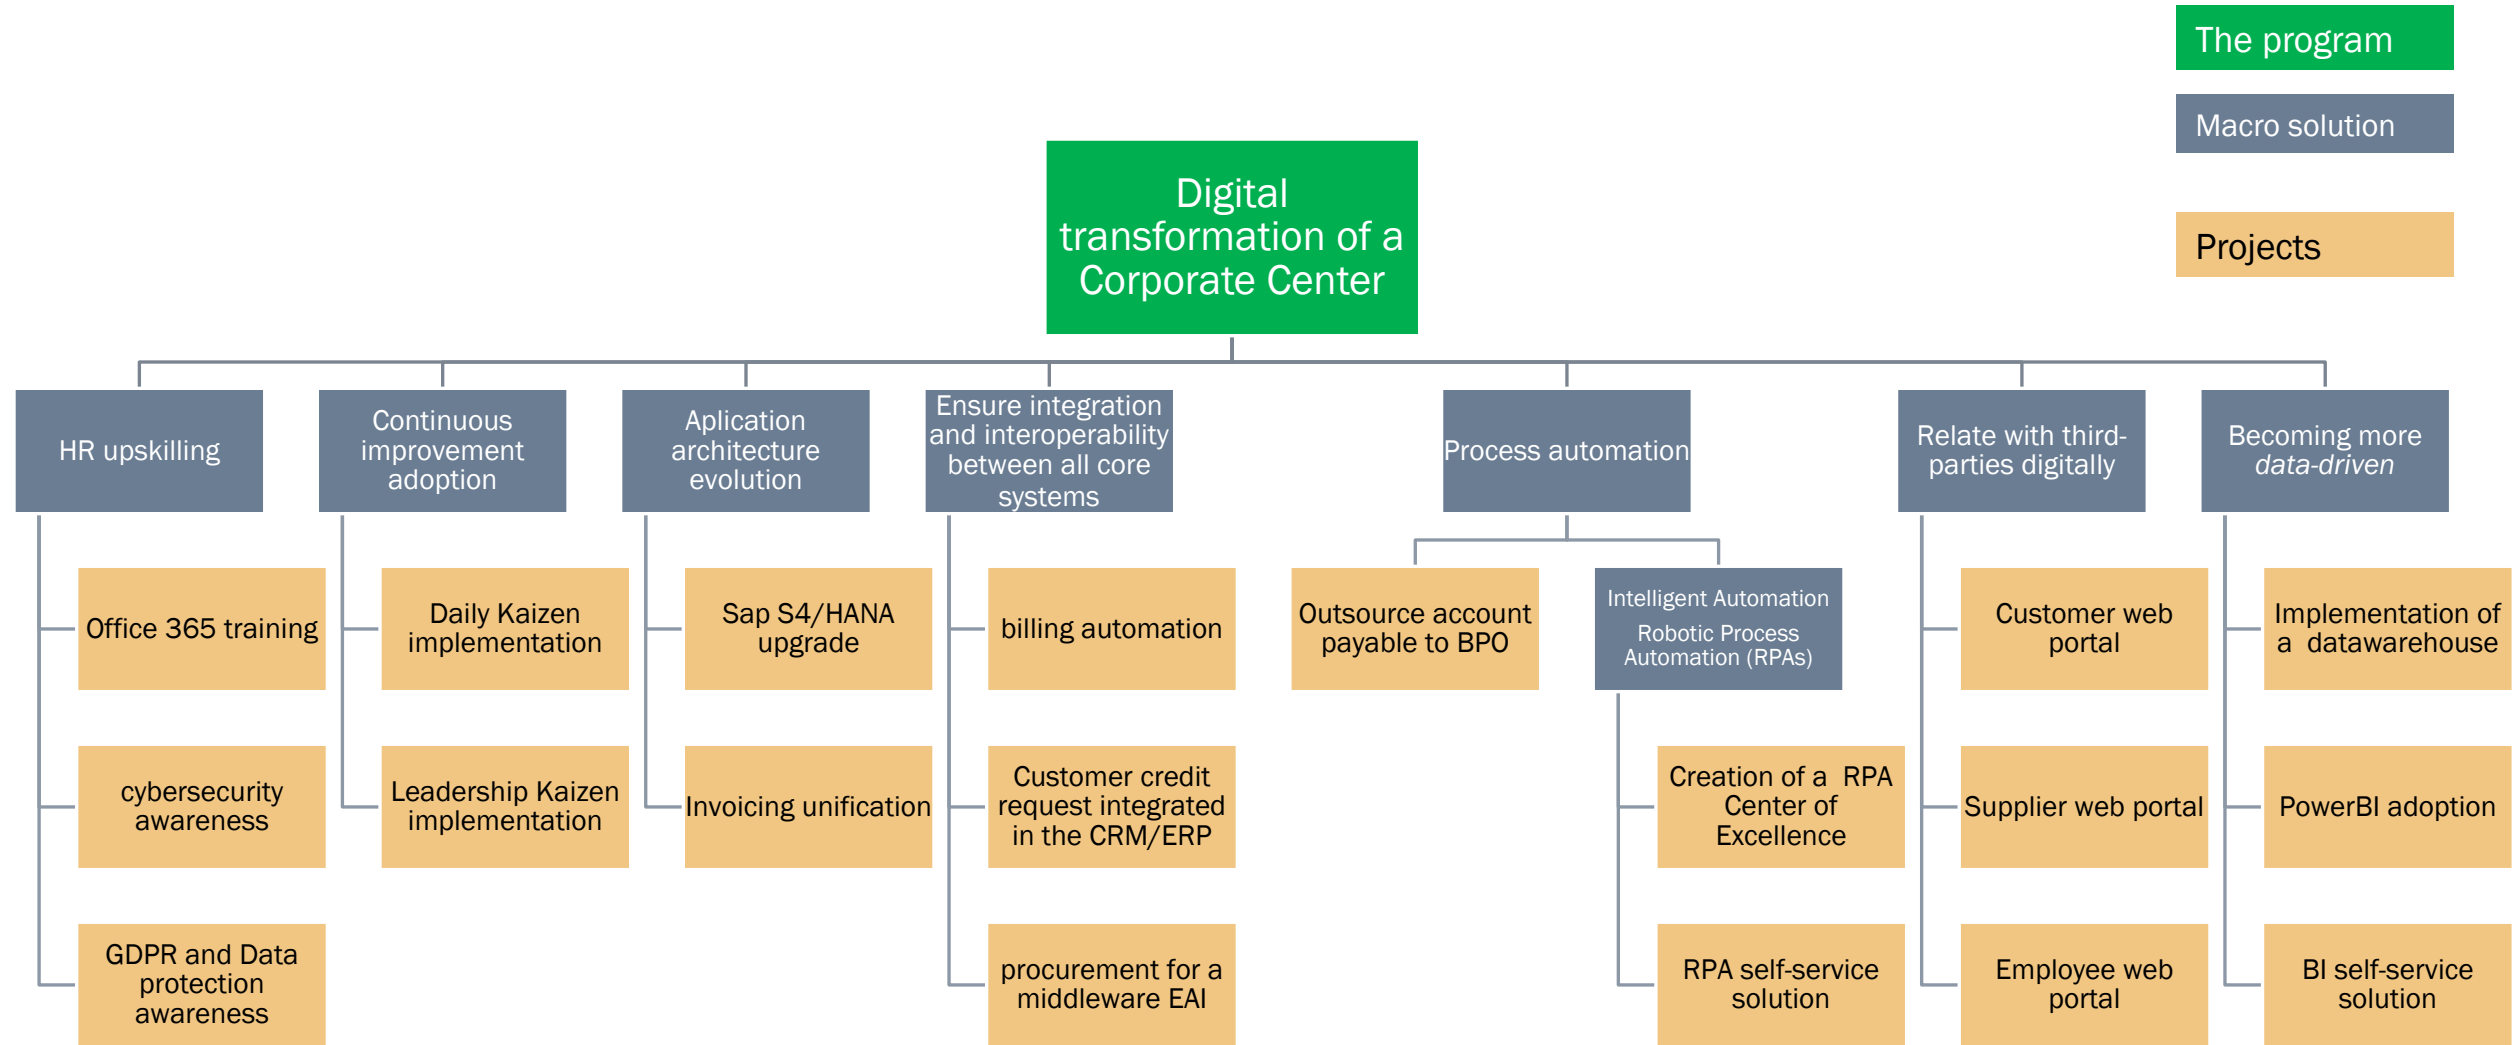 The program
Macro solution
Projects
Digital
transformation of a
Corporate Center
HR upskilling
Continuous
improvement
adoption
Aplication
architecture
evolution
Ensure integration
and interoperability
between all core
systems
Process automation
Relate with third-
parties digitally
Becoming more
data-driven
Office 365 training
Daily Kaizen
implementation
Sap S4/HANA
upgrade
billing automation
Outsource account
payable to BPO
Intelligent Automation
Robotic Process
Automation (RPAs)
Customer web
portal
Implementation of
a  datawarehouse
cybersecurity
awareness
Leadership Kaizen
implementation
Invoicing unification
Customer credit
request integrated
in the CRM/ERP
Creation of a  RPA
Center of
Excellence
Supplier web portal
PowerBI adoption
GDPR and Data
protection
awareness
procurement for a
middleware EAI
RPA self-service
solution
Employee web
portal
BI self-service
solution